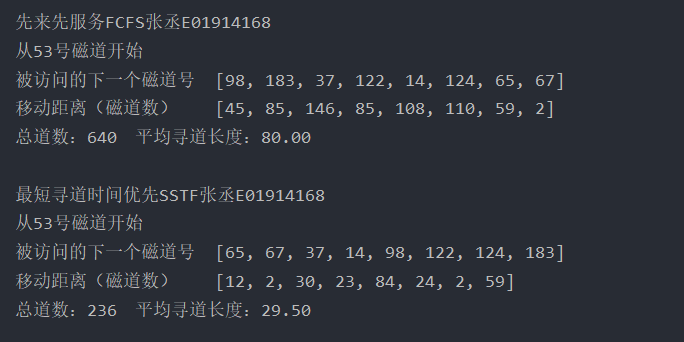 先来先服务FCFS张丞E01914168
从53号磁道开始
被访问的下一个磁道号  [98, 183, 37, 122, 14, 124, 65, 67]
移动距离（磁道数）    [45, 85, 146, 85, 108, 110, 59, 2]
总道数：640  平均寻道长度：80.00
最短寻道时间优先SSTF张丞E01914168
从53号磁道开始
被访问的下一个磁道号  [65, 67, 37, 14, 98, 122, 124, 183]
移动距离（磁道数）    [12, 2, 30, 23, 84, 24, 2, 59]
总道数：236  平均寻道长度：29.50